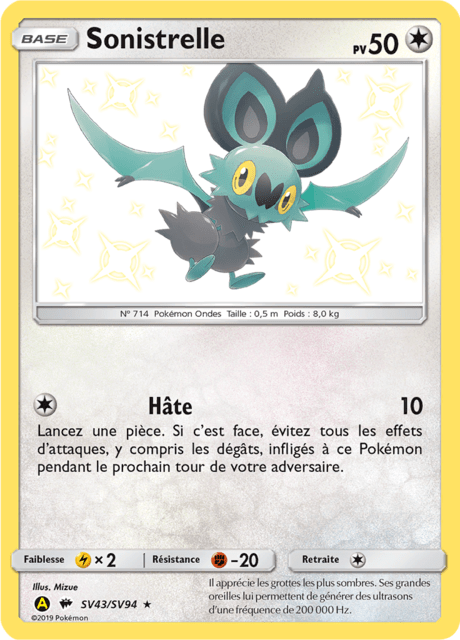 BASE Sonistrelle PV 50
N° 714 Pokémon Ondes Taille : 0,5 m Poids : 8,0 kg
Hâte 10
Lancez une pièce. Si c'est face, évitez tous les effets
d'attaques, y compris les dégâts, infligés à ce Pokémon
pendant le prochain tour de votre adversaire.
Faiblesse × 2 Résistance -20 Retraite
Illus. Mizue
A SV43/SV94
©2019 Pokémon
Il apprécie les grottes les plus sombres. Ses grandes
oreilles lui permettent de générer des ultrasons
d'une fréquence de 200 000 Hz.